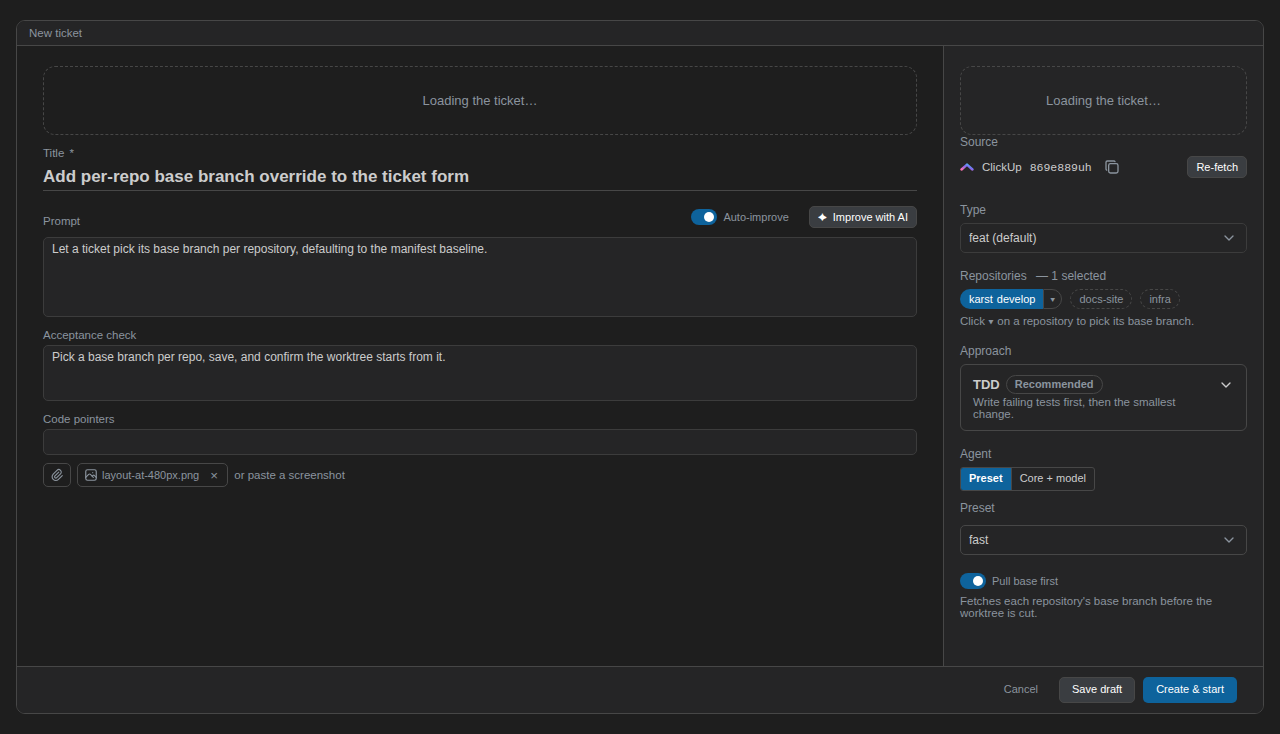 New ticket
Loading the ticket…
Title *
Add per-repo base branch override to the ticket form
Prompt
Auto-improve
Improve with AI
Let a ticket pick its base branch per repository, defaulting to the manifest baseline.
Acceptance check
Pick a base branch per repo, save, and confirm the worktree starts from it.
Code pointers
layout-at-480px.png ×
or paste a screenshot
Loading the ticket…
Source
ClickUp 869e889uh
Re-fetch
Type
feat (default)
Repositories — 1 selected
karst develop ▾ docs-site infra
Click ▾ on a repository to pick its base branch.
Approach
TDD Recommended
Write failing tests first, then the smallest
change.
Agent
Preset Core + model
Preset
fast
Pull base first
Fetches each repository's base branch before the
worktree is cut.
Cancel Save draft Create & start